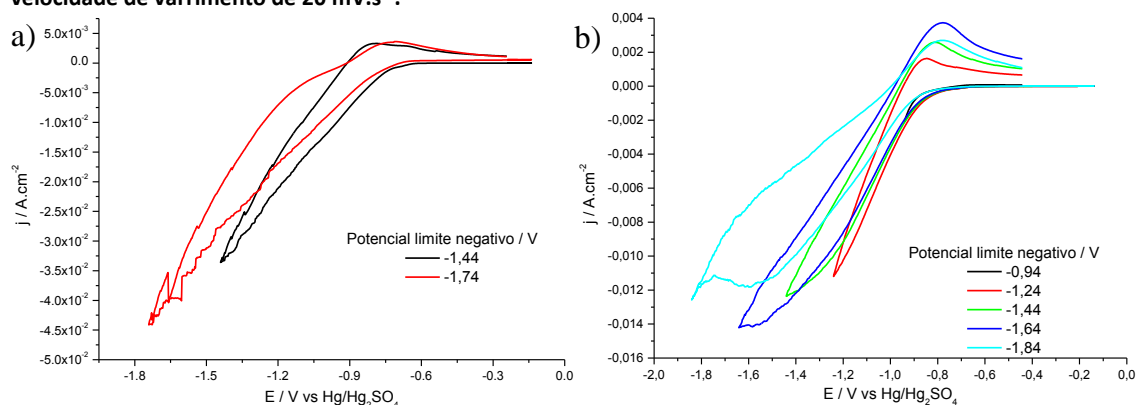 velocidade de varrimento de 20 mV.s⁻¹.
a)
5.0x10⁻³
0.0
-5.0x10⁻³
-1.0x10⁻²
-1.5x10⁻²
-2.0x10⁻²
-2.5x10⁻²
-3.0x10⁻²
-3.5x10⁻²
-4.0x10⁻²
-4.5x10⁻²
-5.0x10⁻²
j / A.cm⁻²
Potencial limite negativo / V
-1,44
-1,74
-1.8
-1.5
-1.2
-0.9
-0.6
-0.3
0.0
E / V vs Hg/Hg₂SO₄
b)
0,004
0,002
0,000
-0,002
-0,004
-0,006
-0,008
-0,010
-0,012
-0,014
-0,016
j / A.cm⁻²
Potencial limite negativo / V
-0,94
-1,24
-1,44
-1,64
-1,84
-2,0
-1,8
-1,6
-1,4
-1,2
-1,0
-0,8
-0,6
-0,4
-0,2
0,0
E / V vs Hg/Hg₂SO₄